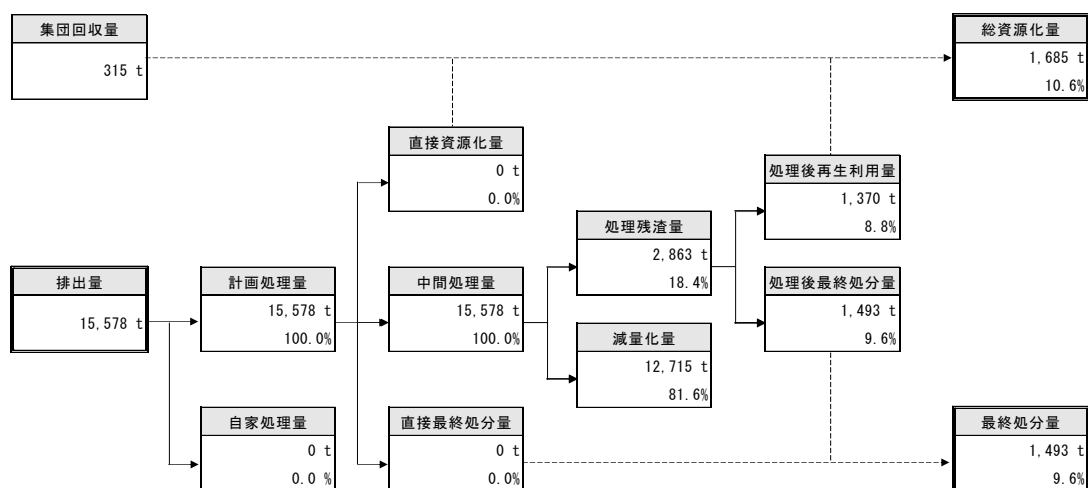 集団回収量
315 t
総資源化量
1,685 t
10.6%
直接資源化量
0 t
0.0%
処理後再生利用量
1,370 t
8.8%
処理残渣量
2,863 t
18.4%
排出量
15,578 t
計画処理量
15,578 t
100.0%
中間処理量
15,578 t
100.0%
処理後最終処分量
1,493 t
9.6%
減量化量
12,715 t
81.6%
自家処理量
0 t
0.0 %
直接最終処分量
0 t
0.0%
最終処分量
1,493 t
9.6%